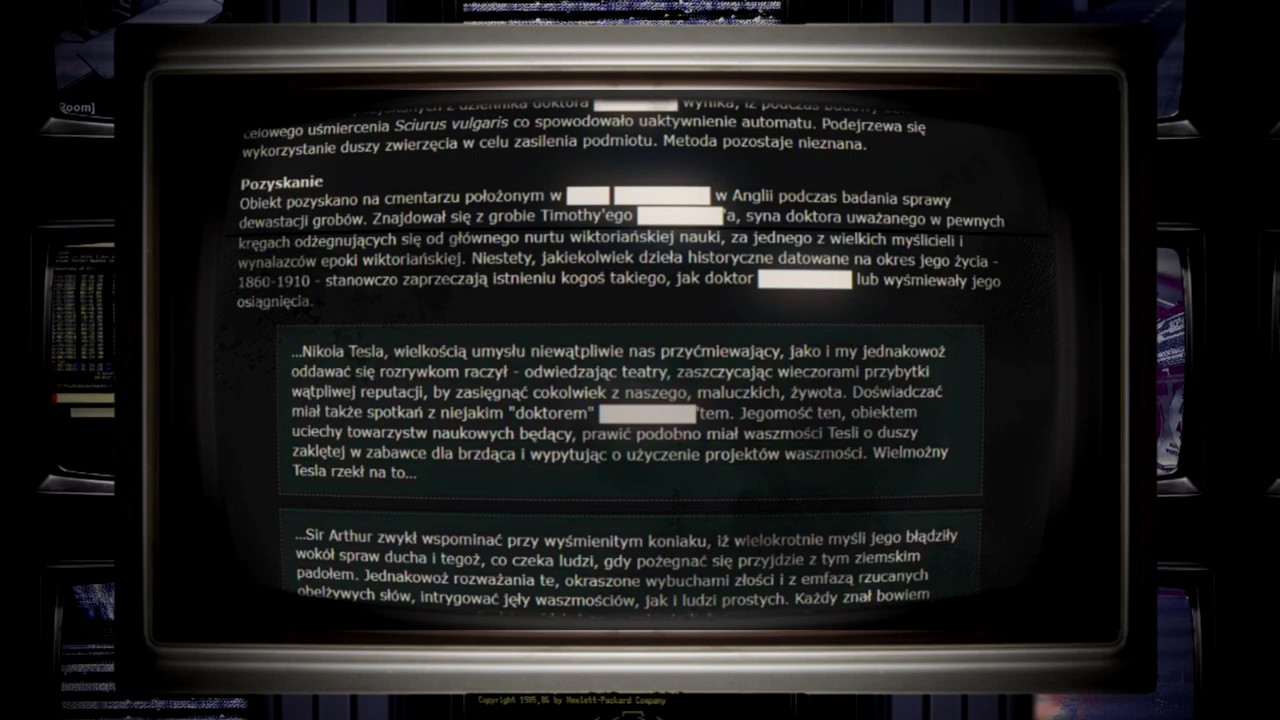 Room]
z dziennika doktora wynika, iż podczas budowy
celowego uśmiercenia Sciurus vulgaris co spowodowało uaktywnienie automatu. Podejrzewa się
wykorzystanie duszy zwierzęcia w celu zasilenia podmiotu. Metoda pozostaje nieznana.
Pozyskanie
Obiekt pozyskano na cmentarzu położonym w w Anglii podczas badania sprawy
dewastacji grobów. Znajdował się z grobie Timothy'ego 'a, syna doktora uważanego w pewnych
kręgach odżegnujących się od głównego nurtu wiktoriańskiej nauki, za jednego z wielkich myślicieli i
wynalazców epoki wiktoriańskiej. Niestety, jakiekolwiek dzieła historyczne datowane na okres jego życia -
1860-1910 - stanowczo zaprzeczają istnieniu kogoś takiego, jak doktor lub wyśmiewały jego
osiągnięcia.
...Nikola Tesla, wielkością umysłu niewątpliwie nas przyćmiewający, jako i my jednakowoż
oddawać się rozrywkom raczył - odwiedzając teatry, zaszczycając wieczorami przybytki
wątpliwej reputacji, by zasięgnąć cokolwiek z naszego, maluczkich, żywota. Doświadczać
miał także spotkań z niejakim "doktorem" 'tem. Jegomość ten, obiektem
uciechy towarzystw naukowych będący, prawić podobno miał waszmości Tesli o duszy
zaklętej w zabawce dla brzdąca i wypytując o użyczenie projektów waszmości. Wielmożny
Tesla rzekł na to...
...Sir Arthur zwykł wspominać przy wyśmienitym koniaku, iż wielokrotnie myśli jego błądziły
wokół spraw ducha i tegoż, co czeka ludzi, gdy pożegnać się przyjdzie z tym ziemskim
padołem. Jednakowoż rozważania te, okraszone wybuchami złości i z emfazą rzucanych
obelżywych słów, intrygować jęły waszmościów, jak i ludzi prostych. Każdy znał bowiem
Copyright 1985,86 by Hewlett-Packard Company